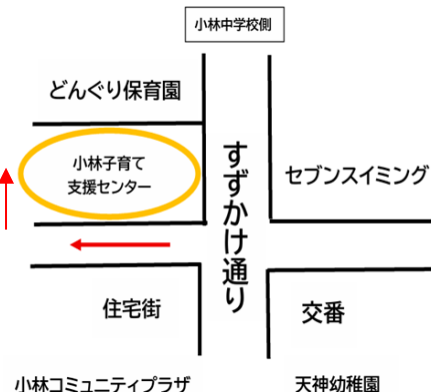 小林中学校側
どんぐり保育園
小林子育て
支援センター
すずかけ通り
セブンスイミング
住宅街
交番
小林コミュニティプラザ
天神幼稚園